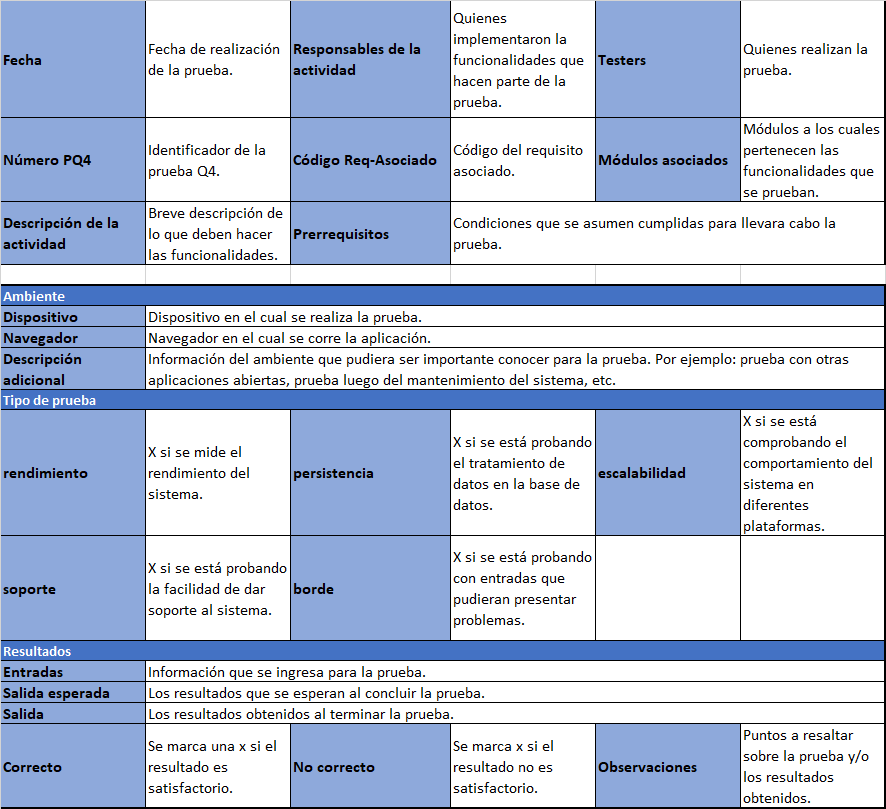 Fecha
Fecha de realización
de la prueba.
Responsables de la
actividad
Quienes
implementaron la
funcionalidades que
hacen parte de la
prueba.
Testers
Quienes realizan la
prueba.
Número PQ4
Identificador de la
prueba Q4.
Código Req-Asociado
Código del requisito
asociado.
Módulos asociados
Módulos a los cuales
pertenecen las
funcionalidades que
se prueban.
Descripción de la
actividad
Breve descripción de
lo que deben hacer
las funcionalidades.
Prerrequisitos
Condiciones que se asumen cumplidas para llevara cabo la
prueba.
Ambiente
Dispositivo
Dispositivo en el cual se realiza la prueba.
Navegador
Navegador en el cual se corre la aplicación.
Descripción
adicional
Información del ambiente que pudiera ser importante conocer para la prueba. Por ejemplo: prueba con otras
aplicaciones abiertas, prueba luego del mantenimiento del sistema, etc.
Tipo de prueba
rendimiento
X si se mide el
rendimiento del
sistema.
persistencia
X si se está probando
el tratamiento de
datos en la base de
datos.
escalabilidad
X si se está
comprobando el
comportamiento del
sistema en
diferentes
plataformas.
soporte
X si se está probando
la facilidad de dar
soporte al sistema.
borde
X si se está probando
con entradas que
pudieran presentar
problemas.
Resultados
Entradas
Información que se ingresa para la prueba.
Salida esperada
Los resultados que se esperan al concluir la prueba.
Salida
Los resultados obtenidos al terminar la prueba.
Correcto
Se marca una x si el
resultado es
satisfactorio.
No correcto
Se marca x si el
resultado no es
satisfactorio.
Observaciones
Puntos a resaltar
sobre la prueba y/o
los resultados
obtenidos.